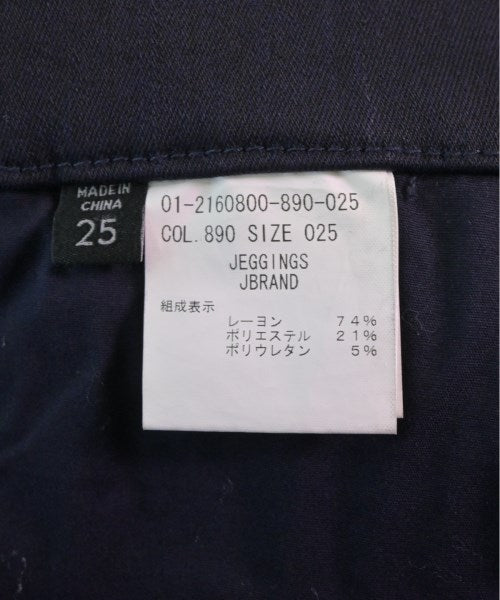 MADE IN
CHINA
25
01-2160800-890-025
COL.890 SIZE 025
JEGGINGS
JBRAND
組成表示
レーヨン 74%
ポリエステル 21%
ポリウレタン 5%